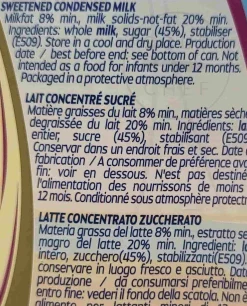 SWEETENED CONDENSED MILK
Milkfat 8% min., milk solids-not-fat 20% min.
Ingredients: whole milk, sugar (45%), stabiliser
(E509). Store in a cool and dry place. Production
date / best before end: see bottom of can. Not
intended as a food for infants under 12 months.
Packaged in a protective atmosphere.
LAIT CONCENTRÉ SUCRÉ
Matière grasses du lait 8% min., matières sèche
degraissée du lait 20% min. Ingrédients: la
entier, sucre (45%), stabilisant (E509
Conservar dans un endroit frais et sec. Date
fabrication / A consommer de préférence ava
fin: voir en dessous. N'est pas destiné
l'alimentation des nourrissons de moins
12 mois. Conditionné sous atmosphère protect
LATTE CONCENTRATO ZUCCHERATO
Materia grassa del latte 8% min., estratto se
magro del latte 20% min. Ingredienti: la
intero, zucchero(45%), stabilizzanti(E509).
conservare in luogo fresco e asciutto. Da
produzione / da consumarsi preferibilm
entro fine: vederei il fondo della scatola. N